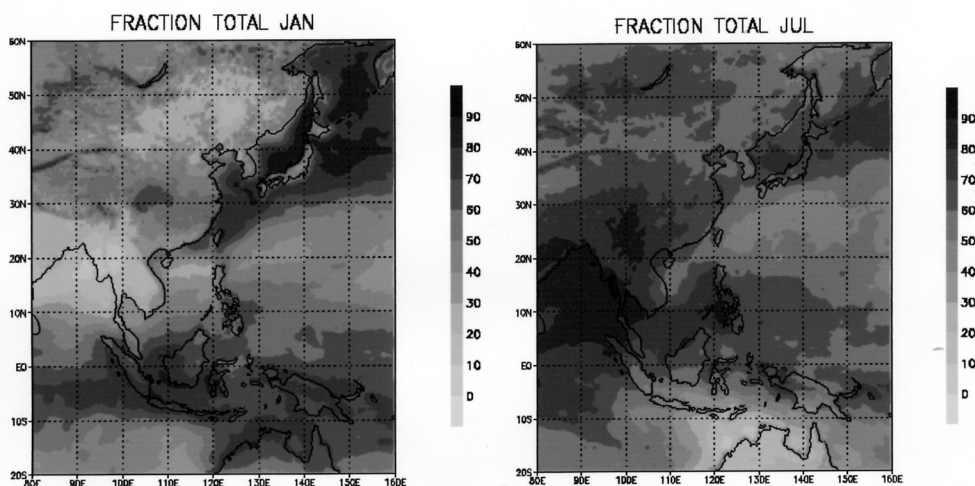 FRACTION TOTAL JAN
60N
50N
40N
30N
20N
10N
EQ
10S
20S
80E 90E 100E 110E 120E 130E 140E 150E 160E
90
80
70
60
50
40
30
20
10
0
FRACTION TOTAL JUL
60N
50N
40N
30N
20N
10N
EQ
10S
20S
80E 90E 100E 110E 120E 130E 140E 150E 160E
90
80
70
60
50
40
30
20
10
0